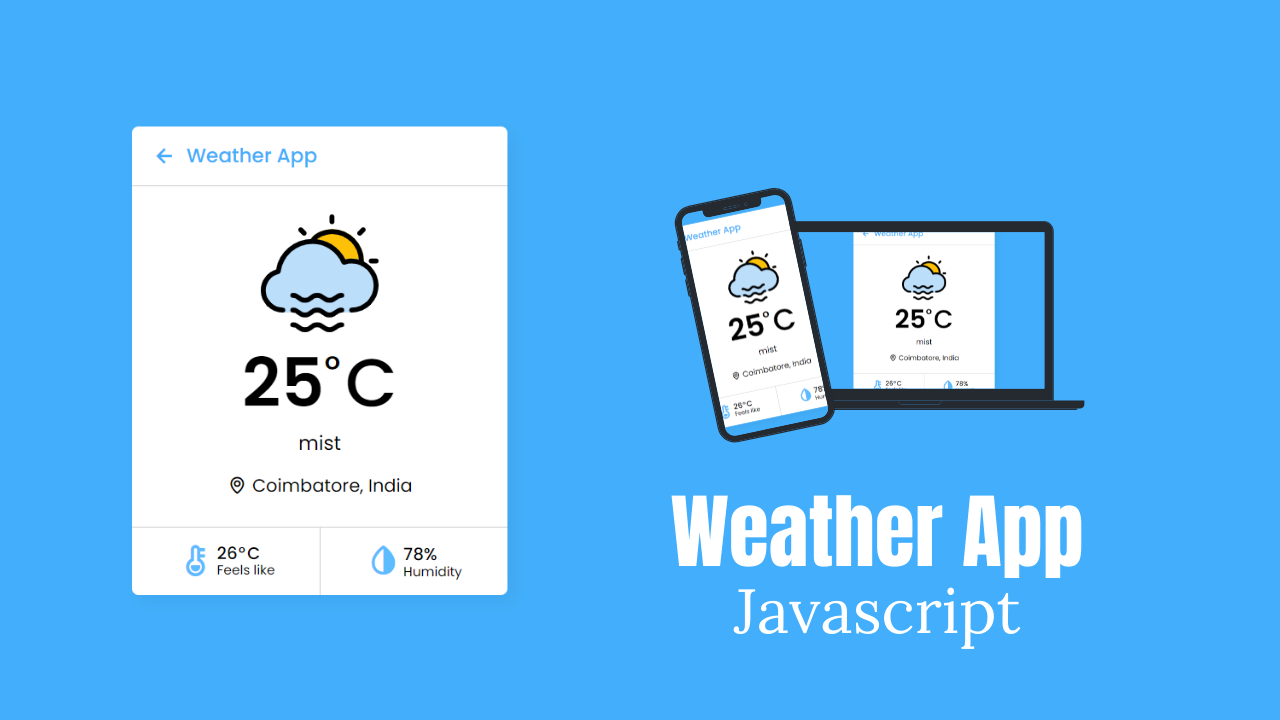 Weather App
25°C
mist
Coimbatore, India
26°C
Feels like
78%
Humidity
Weather App
25°C
mist
Coimbatore, India
26°C
Feels like
78%
Weather App
25°C
mist
Coimbatore, India
26°C
78%
Weather App
Javascript